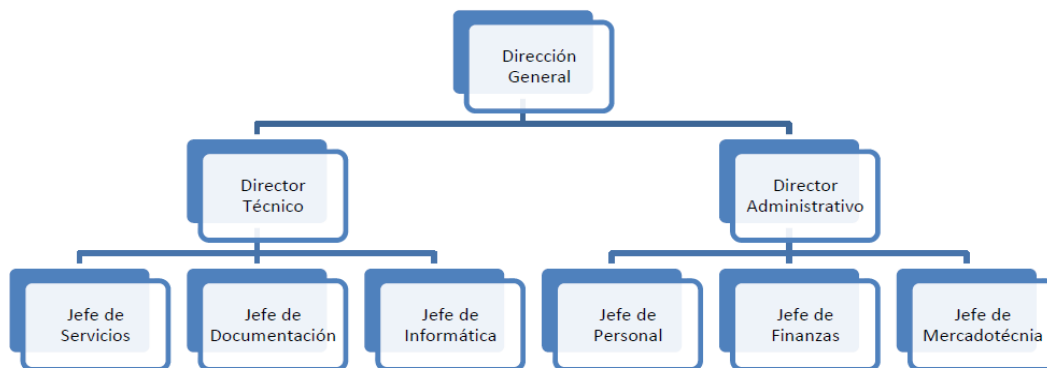 Dirección
General
Director
Técnico
Director
Administrativo
Jefe de
Servicios
Jefe de
Documentación
Jefe de
Informática
Jefe de
Personal
Jefe de
Finanzas
Jefe de
Mercadotécnia